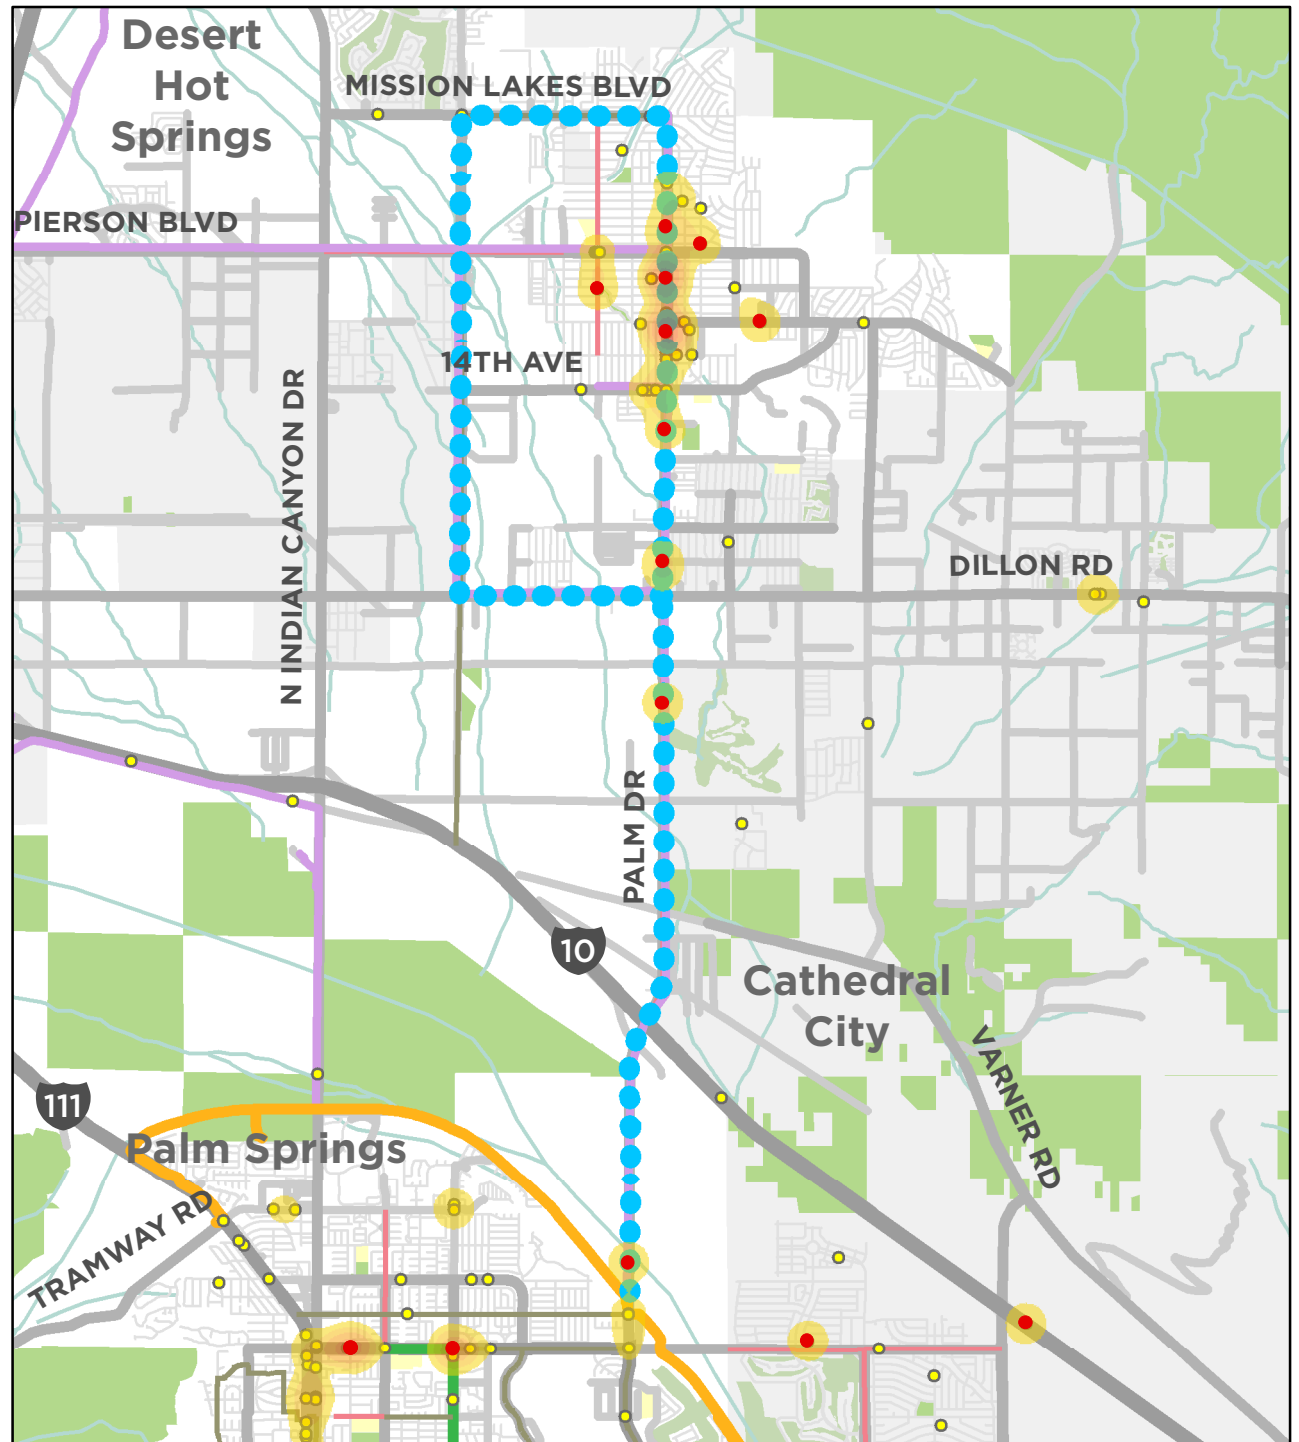 Desert
Hot
Springs
MISSION LAKES BLVD
PIERSON BLVD
14TH AVE
N INDIAN CANYON DR
DILLON RD
PALM DR
10
Cathedral
City
VARNER RD
111
Palm Springs
TRAMWAY RD